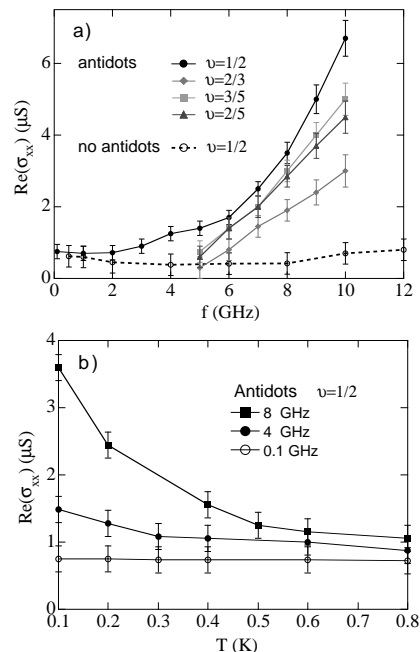 a)
antidots
υ=1/2
υ=2/3
υ=3/5
υ=2/5
no antidots
υ=1/2
Re(σxx) (μS)
6
4
2
0
0 2 4 6 8 10 12
f (GHz)
b)
Antidots υ=1/2
8 GHz
4 GHz
0.1 GHz
Re(σxx) (μS)
4
3
2
1
0
0.1 0.2 0.3 0.4 0.5 0.6 0.7 0.8
T (K)